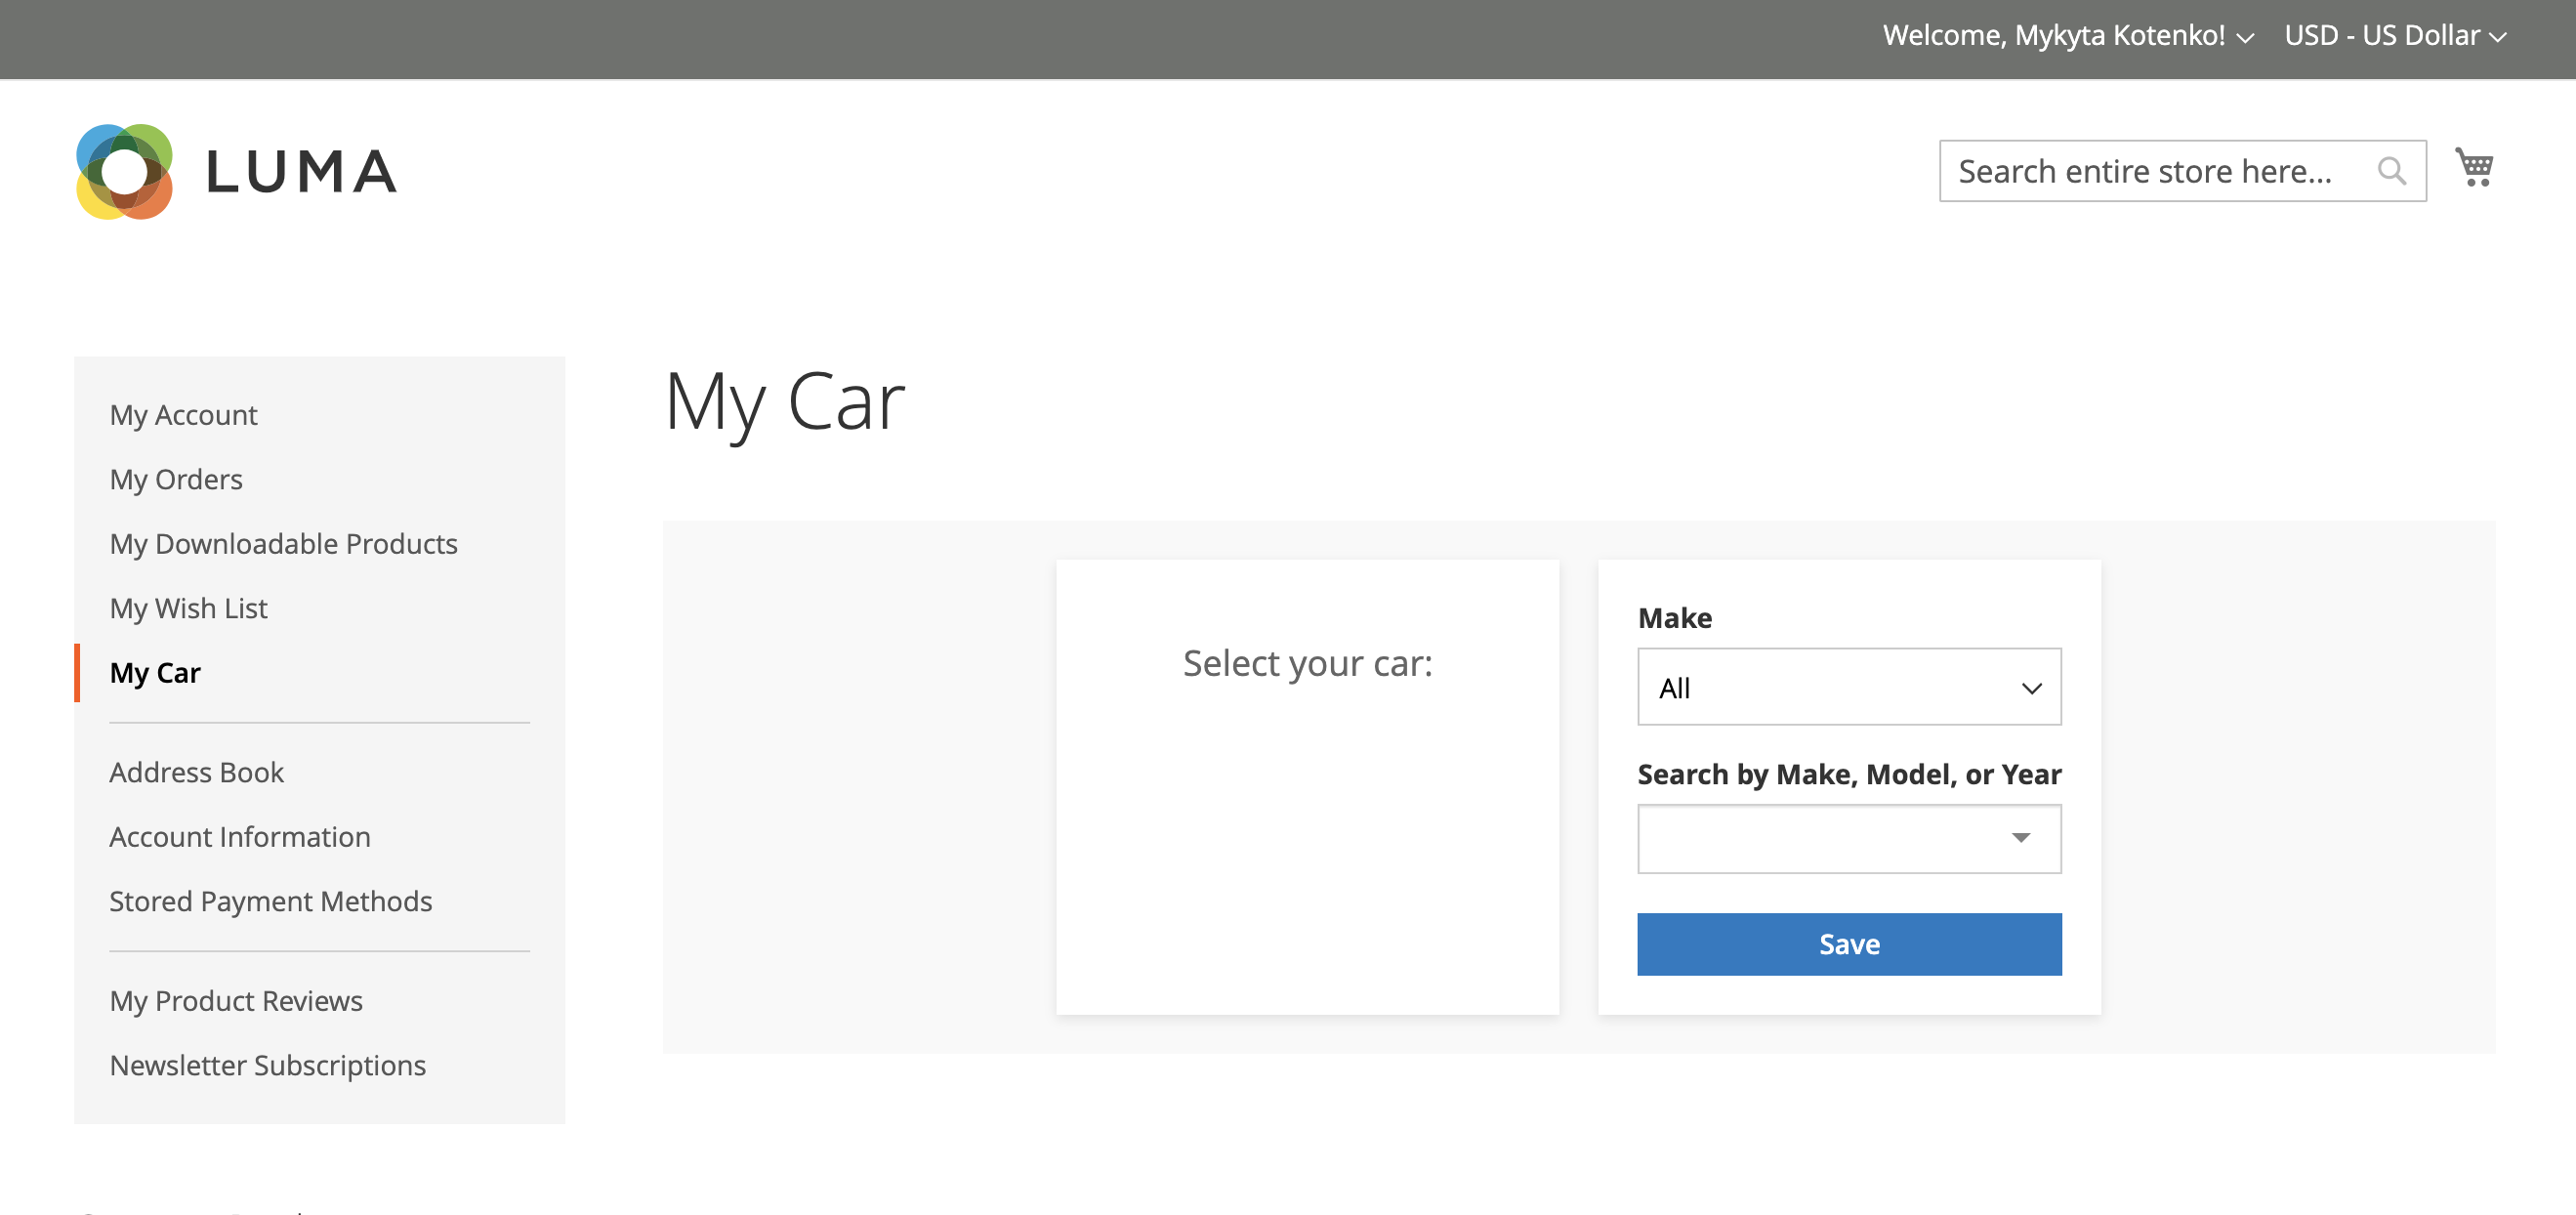 Welcome, Mykyta Kotenko! USD - US Dollar
LUMA
Search entire store here...
My Account
My Orders
My Downloadable Products
My Wish List
My Car
Address Book
Account Information
Stored Payment Methods
My Product Reviews
Newsletter Subscriptions
My Car
Select your car:
Make
All
Search by Make, Model, or Year
Save